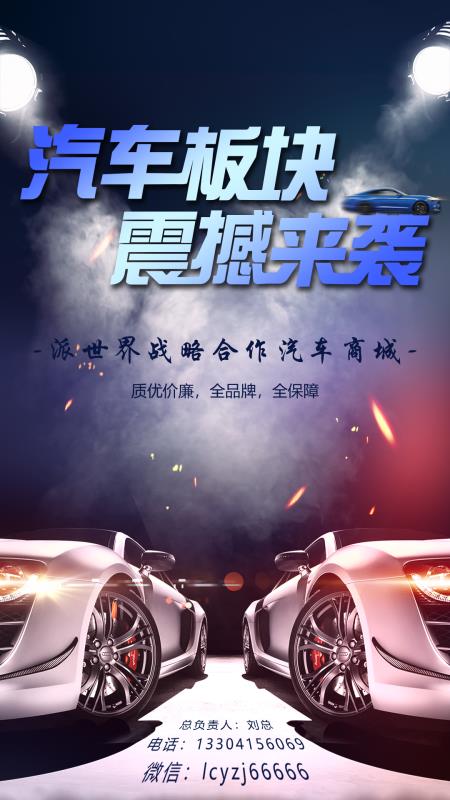 汽车板块
震撼来袭
-派世界战略合作汽车商城-
质优价廉，全品牌，全保障
总负责人：刘总
电话：13304156069
微信：lcyzj66666